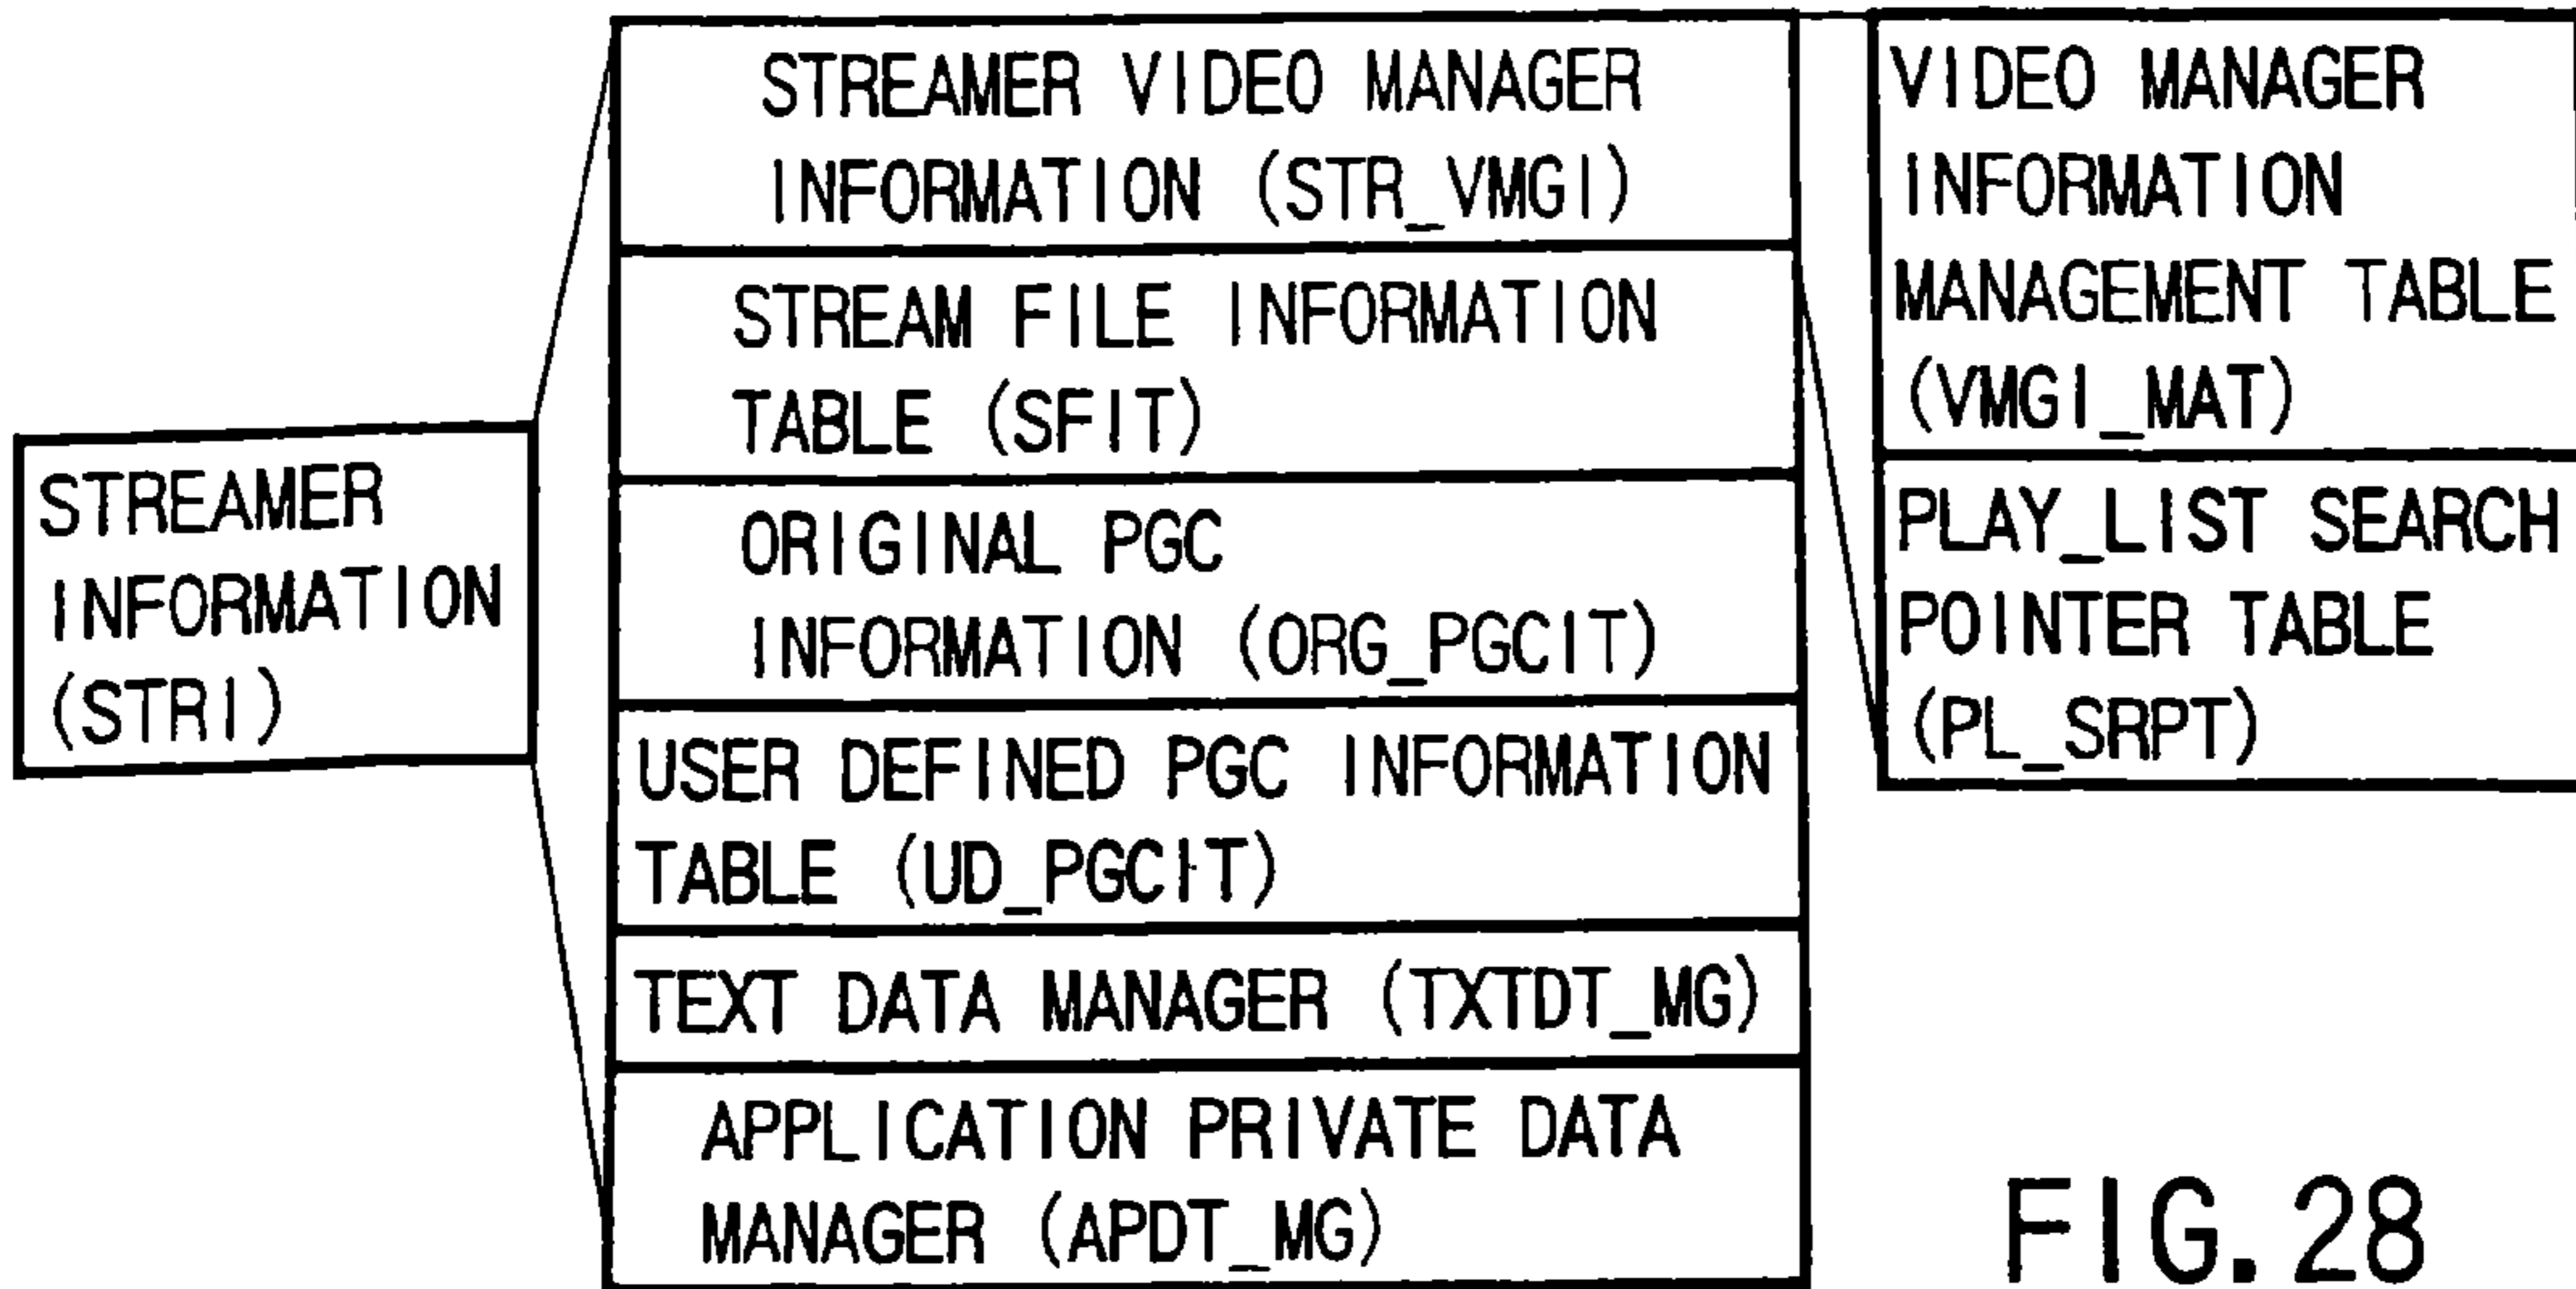 STREAMER
INFORMATION
(STRI)
STREAMER VIDEO MANAGER
INFORMATION (STR_VMGI)
STREAM FILE INFORMATION
TABLE (SFIT)
ORIGINAL PGC
INFORMATION (ORG_PGCIT)
USER DEFINED PGC INFORMATION
TABLE (UD_PGCIT)
TEXT DATA MANAGER (TXTDT_MG)
APPLICATION PRIVATE DATA
MANAGER (APDT_MG)
VIDEO MANAGER
INFORMATION
MANAGEMENT TABLE
(VMGI_MAT)
PLAY_LIST SEARCH
POINTER TABLE
(PL_SRPT)
FIG. 28